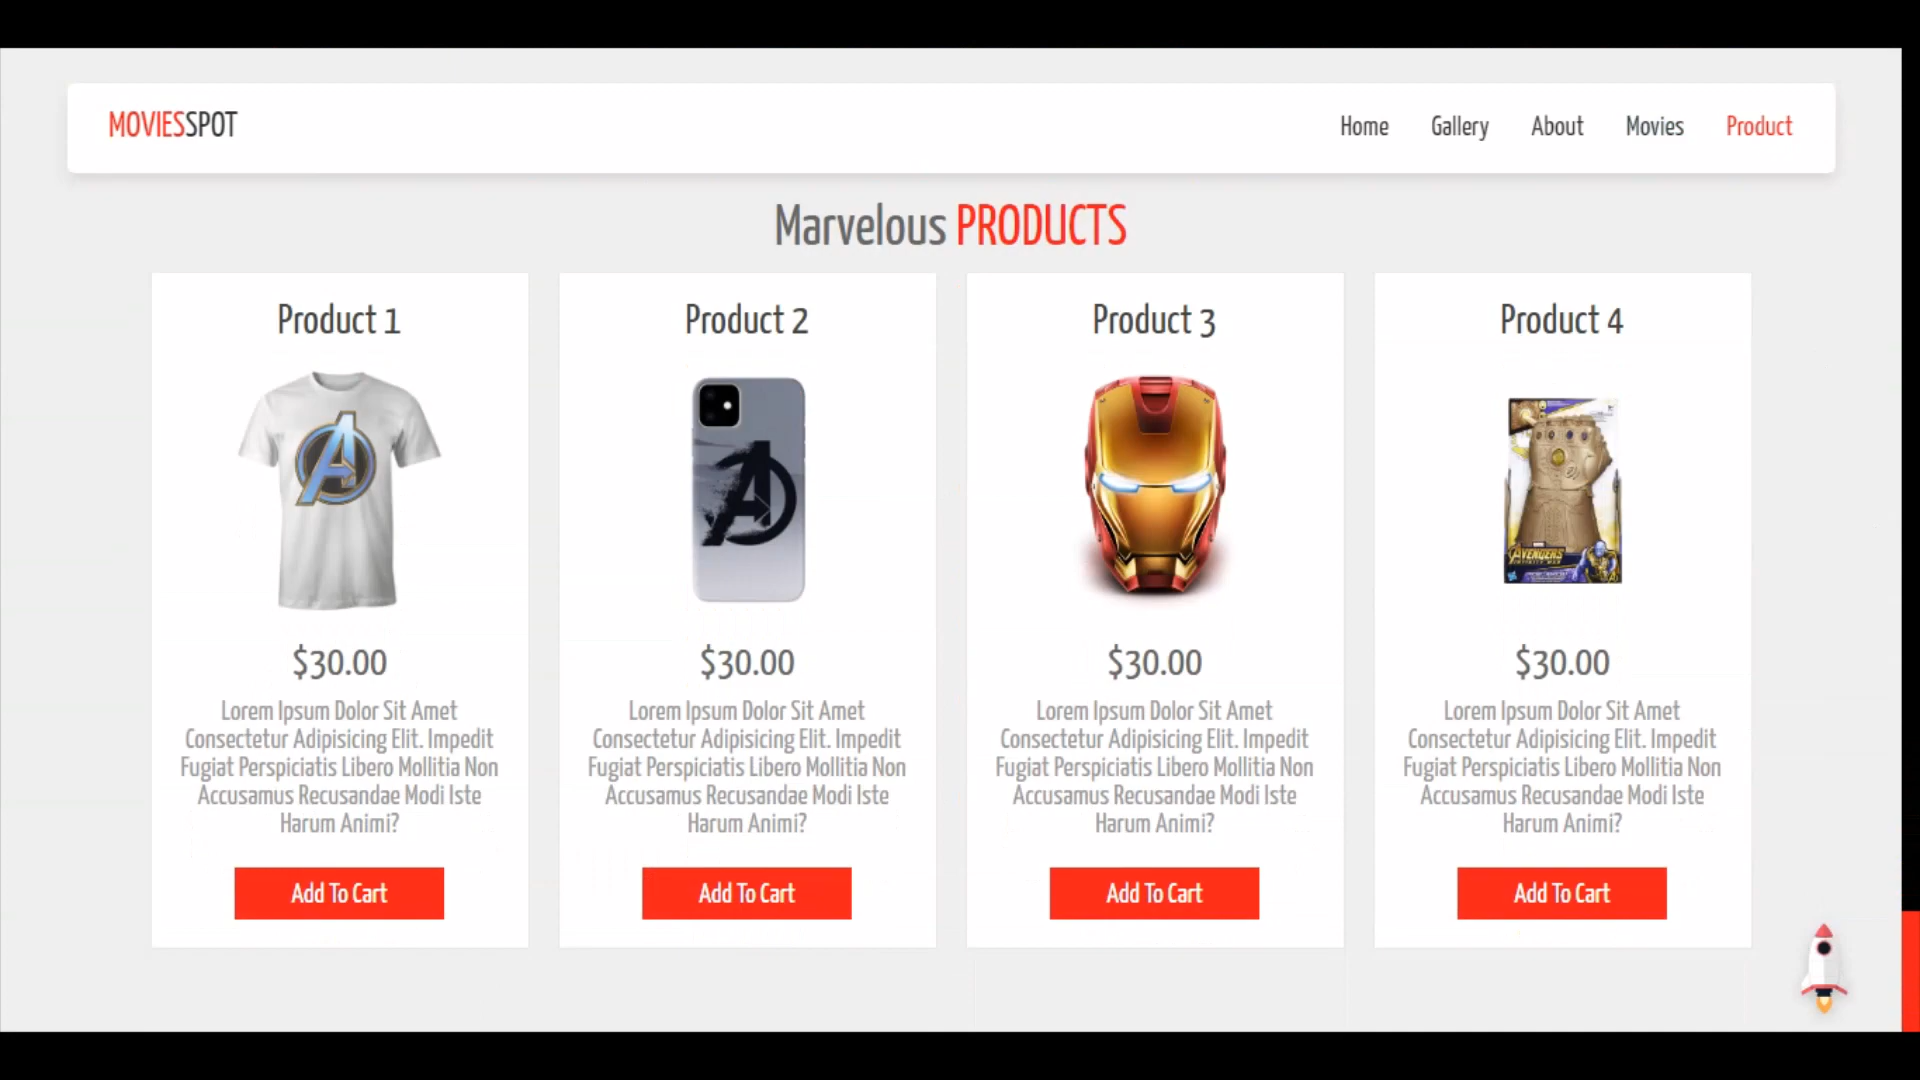 MOVIESSPOT
Home Gallery About Movies Product
Marvelous PRODUCTS
Product 1
$30.00
Lorem Ipsum Dolor Sit Amet
Consectetur Adipisicing Elit. Impedit
Fugiat Perspiciatis Libero Mollitia Non
Accusamus Recusandae Modi Iste
Harum Animi?
Add To Cart
Product 2
$30.00
Lorem Ipsum Dolor Sit Amet
Consectetur Adipisicing Elit. Impedit
Fugiat Perspiciatis Libero Mollitia Non
Accusamus Recusandae Modi Iste
Harum Animi?
Add To Cart
Product 3
$30.00
Lorem Ipsum Dolor Sit Amet
Consectetur Adipisicing Elit. Impedit
Fugiat Perspiciatis Libero Mollitia Non
Accusamus Recusandae Modi Iste
Harum Animi?
Add To Cart
Product 4
AVENGERS
INFINITY WAR
$30.00
Lorem Ipsum Dolor Sit Amet
Consectetur Adipisicing Elit. Impedit
Fugiat Perspiciatis Libero Mollitia Non
Accusamus Recusandae Modi Iste
Harum Animi?
Add To Cart